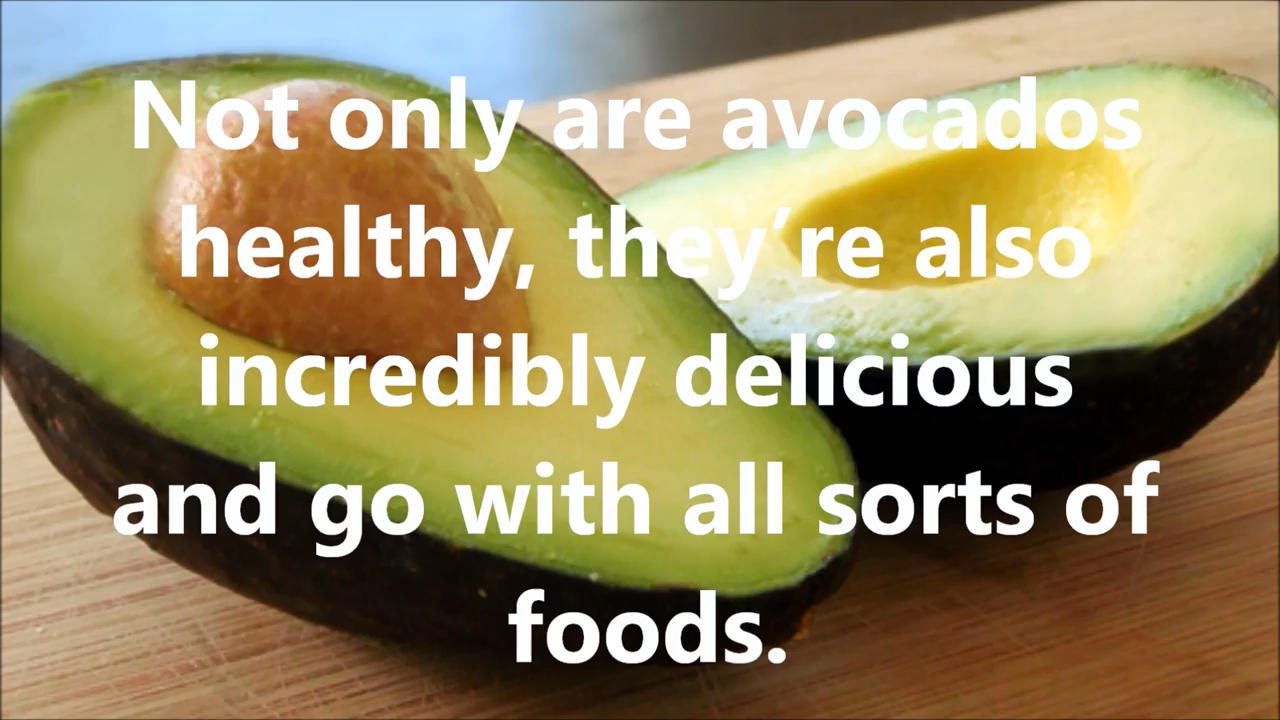 Not only are avocados
healthy, they’re also
incredibly delicious
and go with all sorts of
foods.